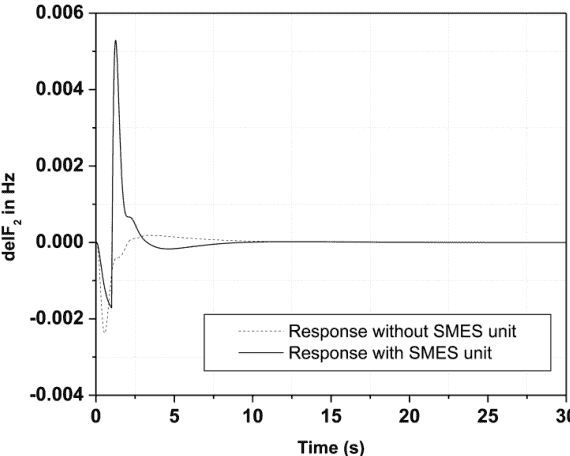 0.006
0.004
0.002
0.000
-0.002
-0.004
delF2 in Hz
Response without SMES unit
Response with SMES unit
0 5 10 15 20 25 30
Time (s)